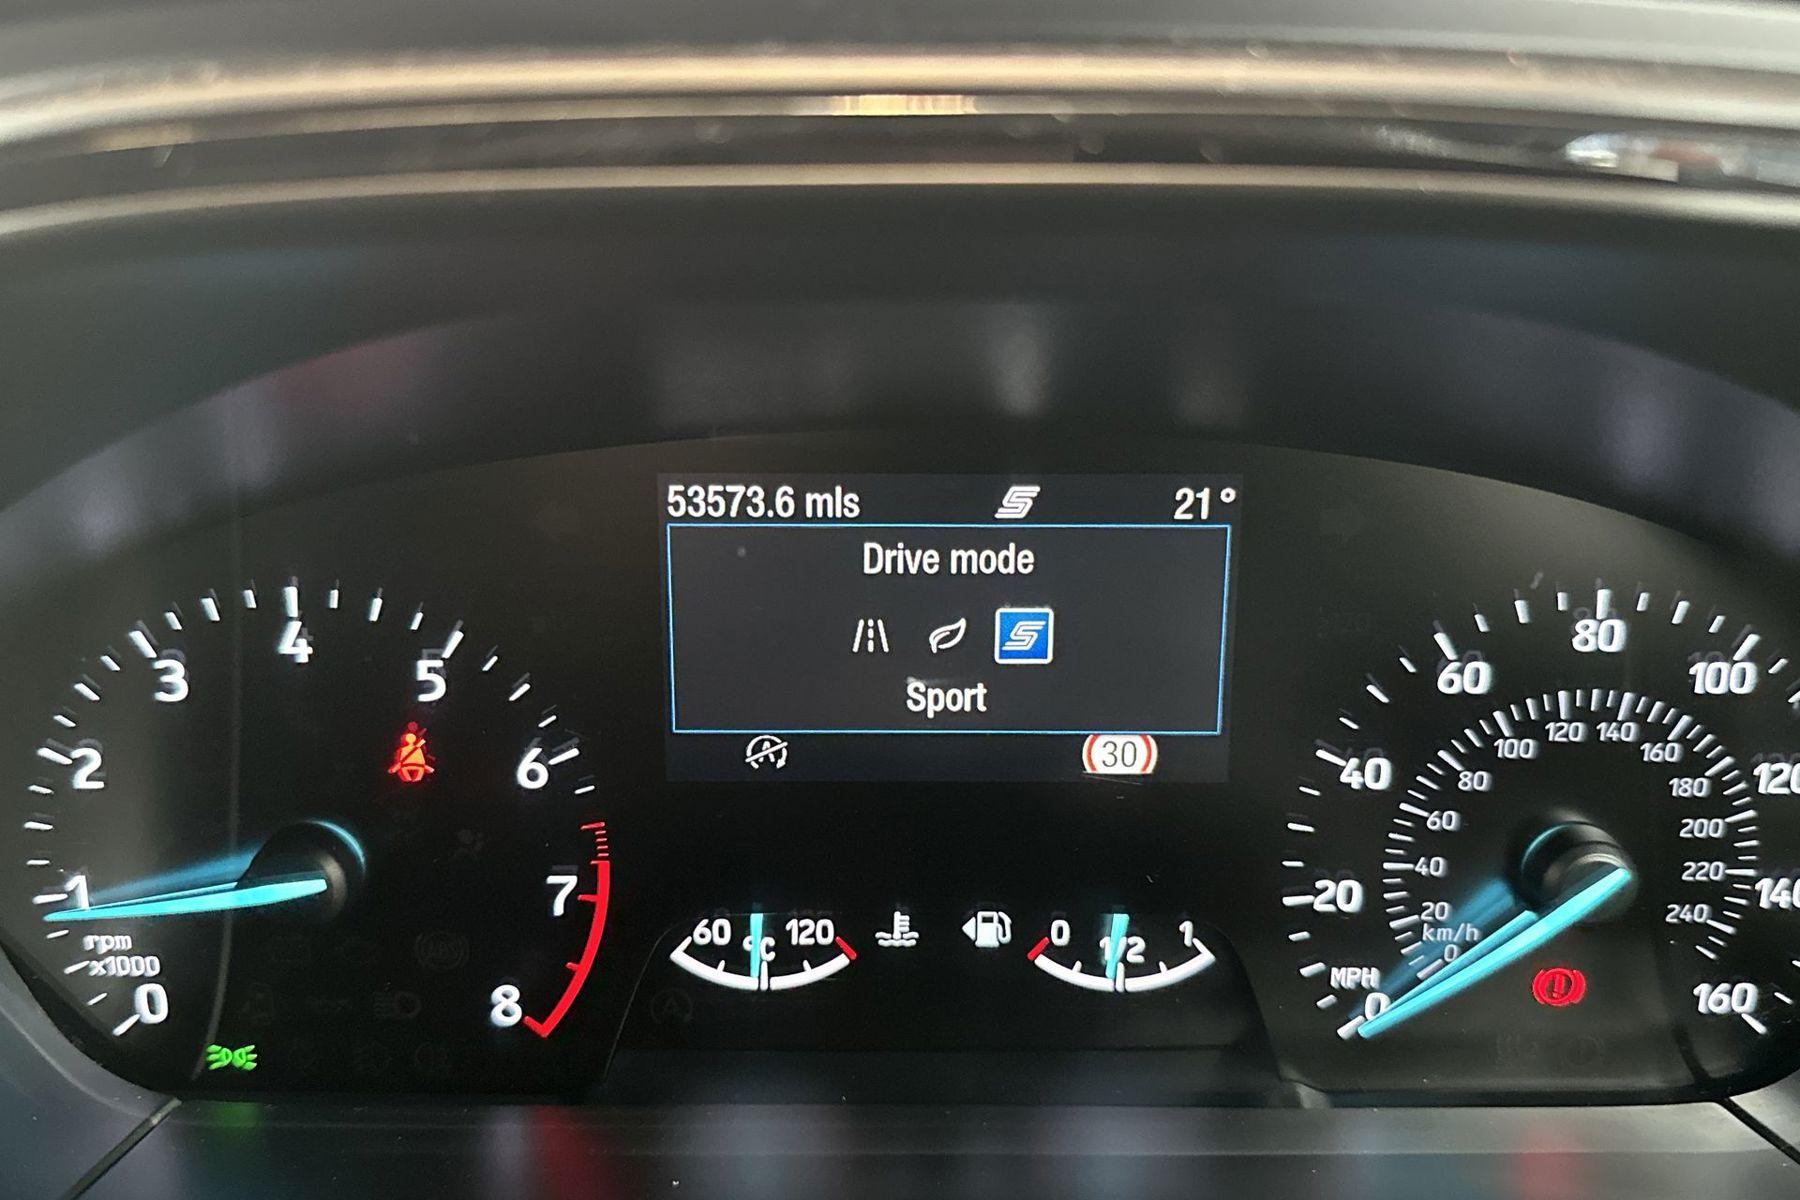 53573.6 mls 21°
Drive mode
Sport
30
0 1 2 3 4 5 6 7 8
rpm
x1000
60 °C 120
0 1/2 1
0 20 40 60 80 100 120 140 160
MPH
0 20 40 60 80 100 120 140 160 180 200 220 240
km/h